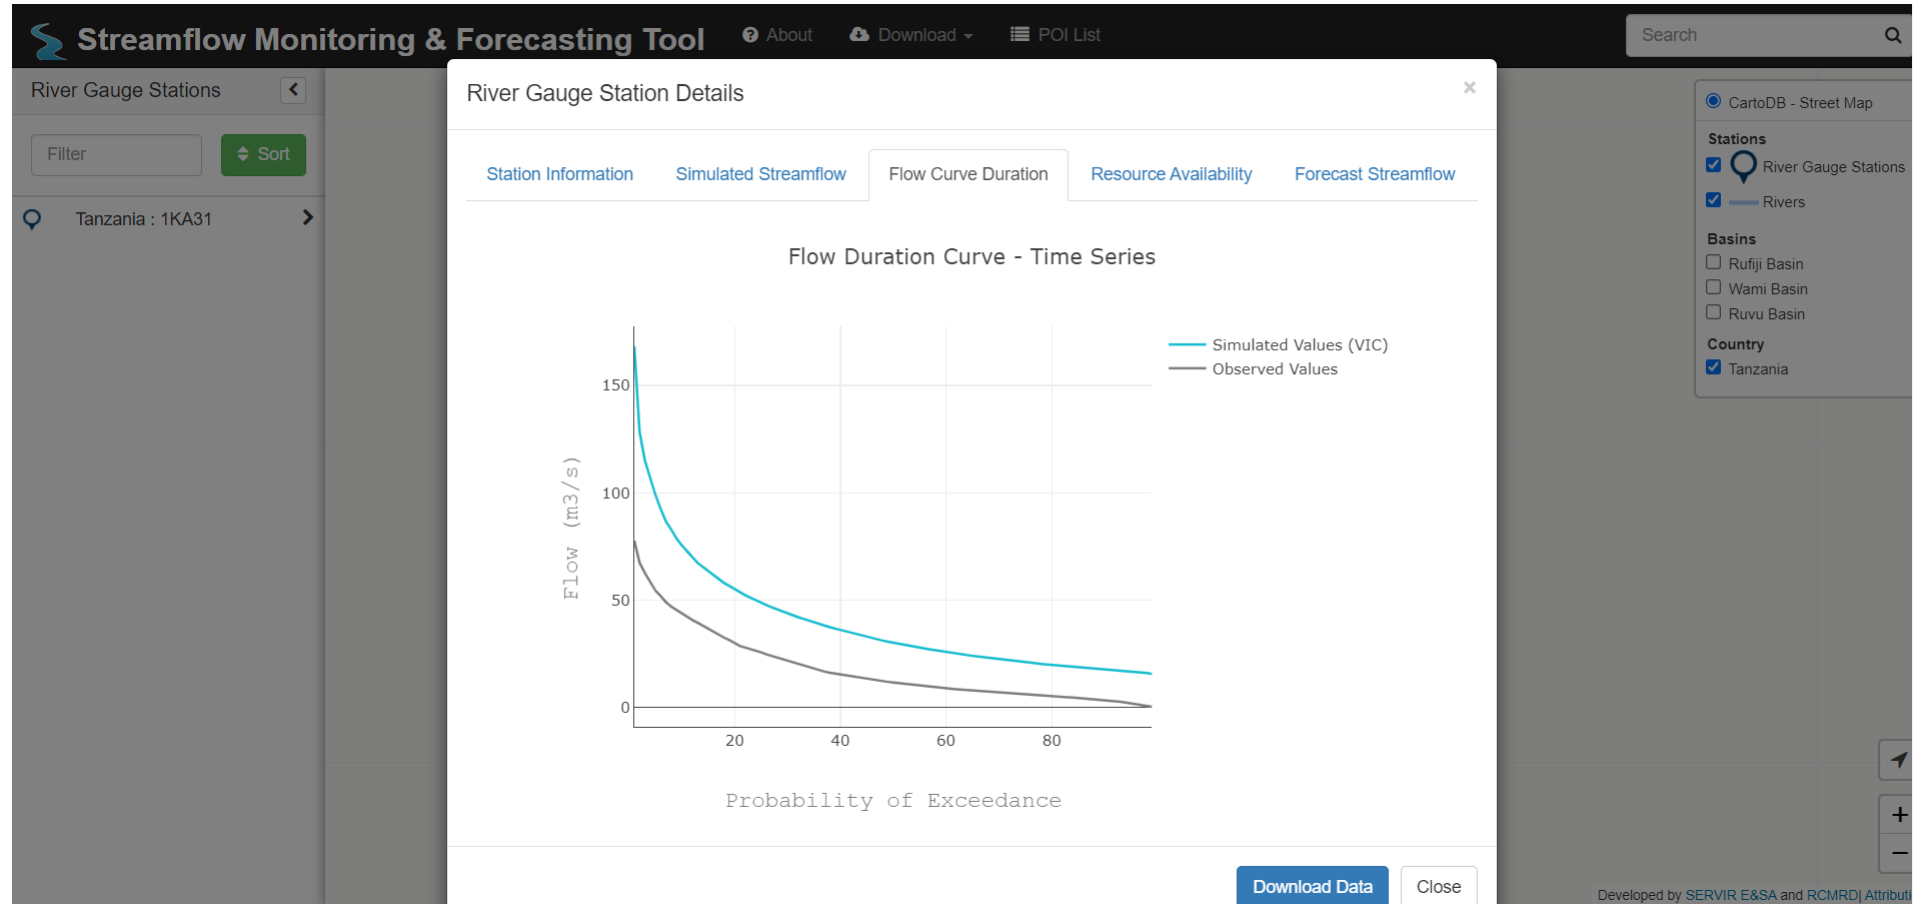 Streamflow Monitoring & Forecasting Tool
About
Download
POI List
Search
River Gauge Stations
Filter
Sort
Tanzania : 1KA31
River Gauge Station Details
×
Station Information
Simulated Streamflow
Flow Curve Duration
Resource Availability
Forecast Streamflow
Flow Duration Curve - Time Series
Simulated Values (VIC)
Observed Values
150
100
50
0
Flow (m3/s)
20
40
60
80
Probability of Exceedance
Download Data
Close
CartoDB - Street Map
Stations
River Gauge Stations
Rivers
Basins
Rufiji Basin
Wami Basin
Ruvu Basin
Country
Tanzania
+
−
Developed by SERVIR E&SA and RCMRD| Attributi